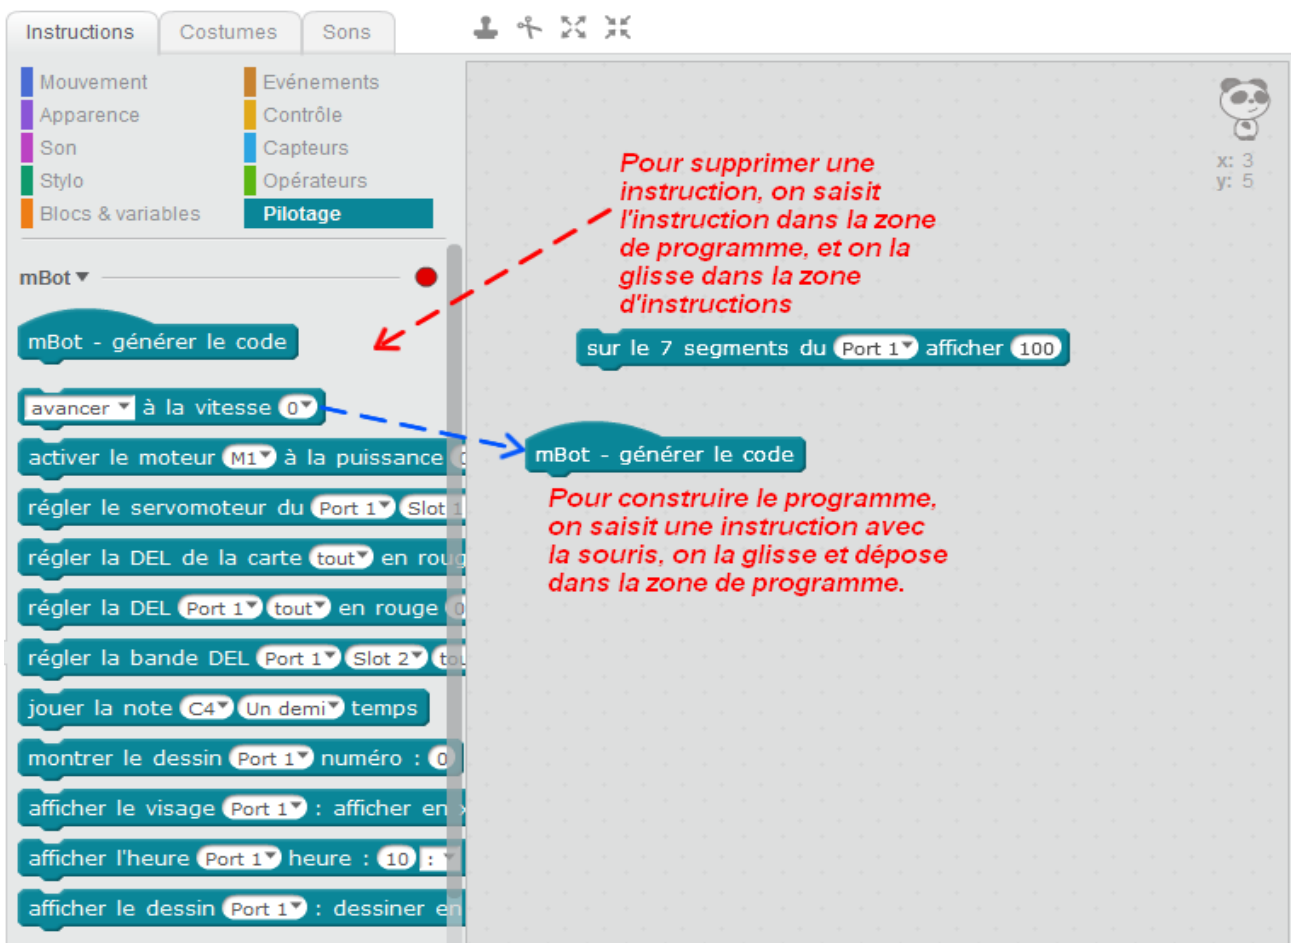 Instructions
Costumes
Sons
Mouvement
Evénements
Apparence
Contrôle
Son
Capteurs
Stylo
Opérateurs
Blocs & variables
Pilotage
x: 3
y: 5
mBot
mBot - générer le code
avancer à la vitesse 0
activer le moteur M1 à la puissance
régler le servomoteur du Port 1 Slot 1
régler la DEL de la carte tout en roug
régler la DEL Port 1 tout en rouge 0
régler la bande DEL Port 1 Slot 2 tou
jouer la note C4 Un demi temps
montrer le dessin Port 1 numéro : 0
afficher le visage Port 1 : afficher en x
afficher l'heure Port 1 heure : 10 :
afficher le dessin Port 1 : dessiner en
Pour supprimer une
instruction, on saisit
l'instruction dans la zone
de programme, et on la
glisse dans la zone
d'instructions
sur le 7 segments du Port 1 afficher 100
mBot - générer le code
Pour construire le programme,
on saisit une instruction avec
la souris, on la glisse et dépose
dans la zone de programme.